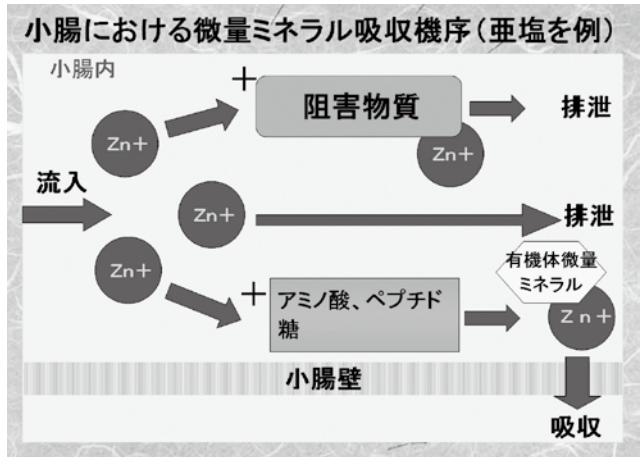 小腸における微量ミネラル吸収機序(亜塩を例)
小腸内
+
阻害物質
排泄
Zn+
Zn+
流入
Zn+
排泄
Zn+
有機体微量
ミネラル
+
アミノ酸、ペプチド
糖
Zn+
小腸壁
吸収